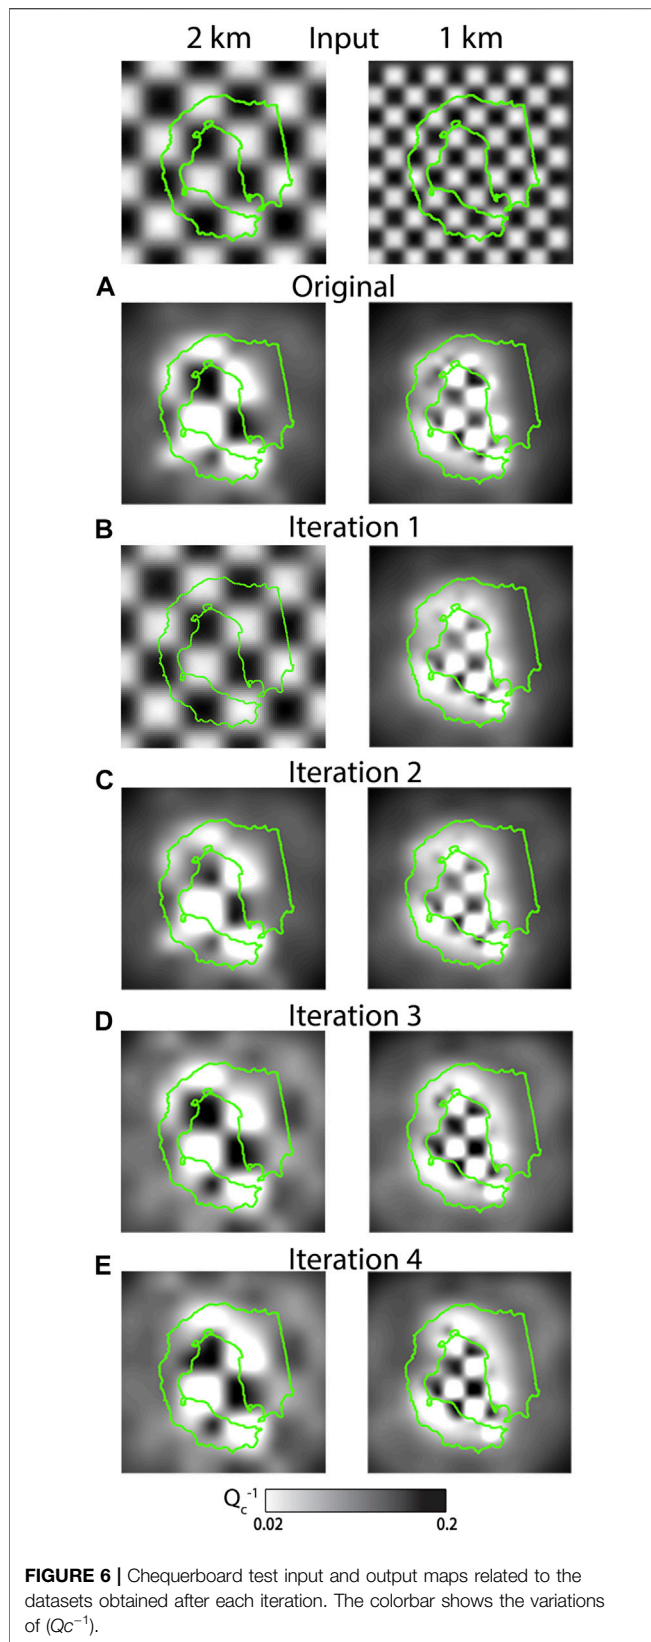 2 km Input 1 km
A Original
B Iteration 1
C Iteration 2
D Iteration 3
E Iteration 4
Qc-1
0.02 0.2
FIGURE 6 | Chequerboard test input and output maps related to the
datasets obtained after each iteration. The colorbar shows the variations
of (Qc−1).